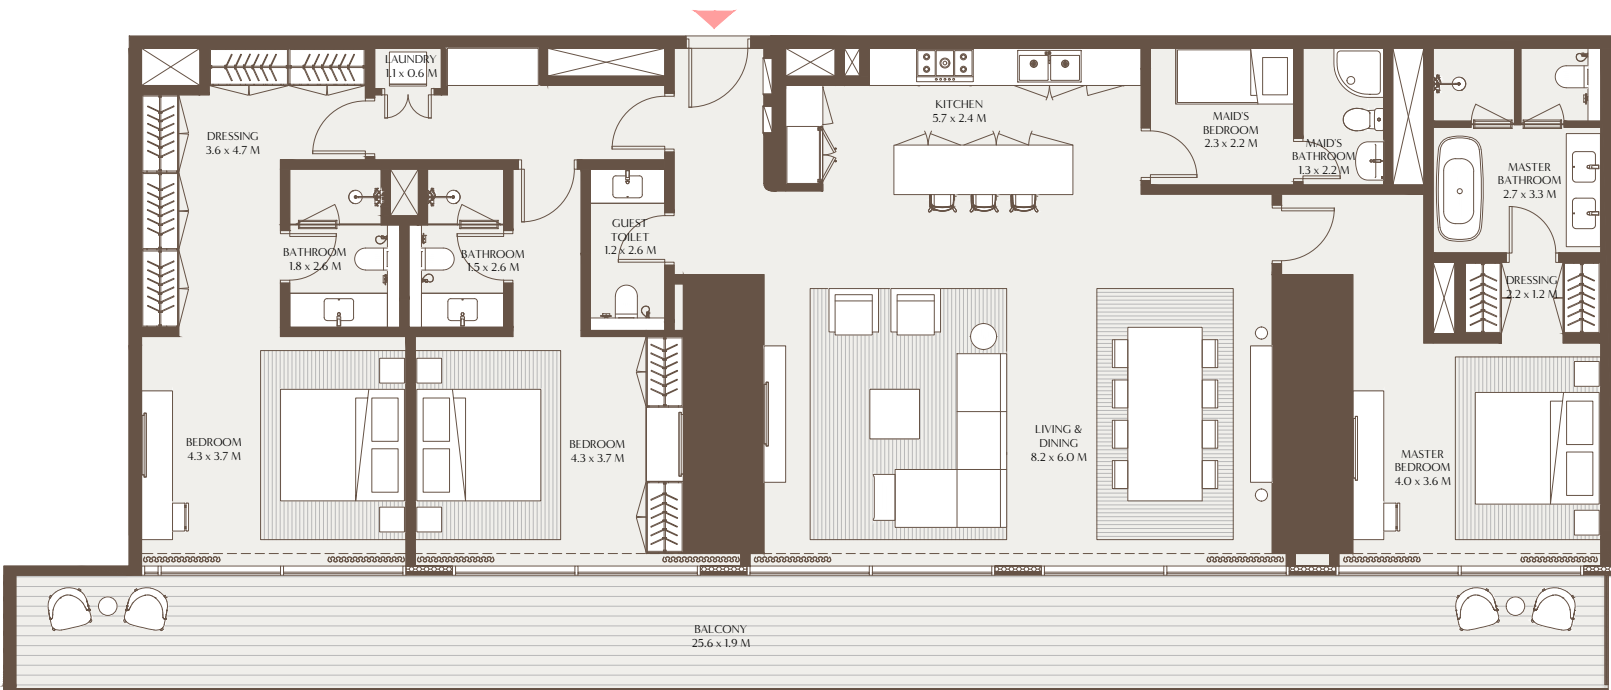 LAUNDRY
1.1 x 0.6 M
DRESSING
3.6 x 4.7 M
KITCHEN
5.7 x 2.4 M
MAID'S
BEDROOM
2.3 x 2.2 M
MAID'S
BATHROOM
1.3 x 2.2 M
MASTER
BATHROOM
2.7 x 3.3 M
GUEST
TOILET
1.2 x 2.6 M
BATHROOM
1.8 x 2.6 M
BATHROOM
1.5 x 2.6 M
DRESSING
2.2 x 1.2 M
BEDROOM
4.3 x 3.7 M
BEDROOM
4.3 x 3.7 M
LIVING &
DINING
8.2 x 6.0 M
MASTER
BEDROOM
4.0 x 3.6 M
BALCONY
25.6 x 1.9 M